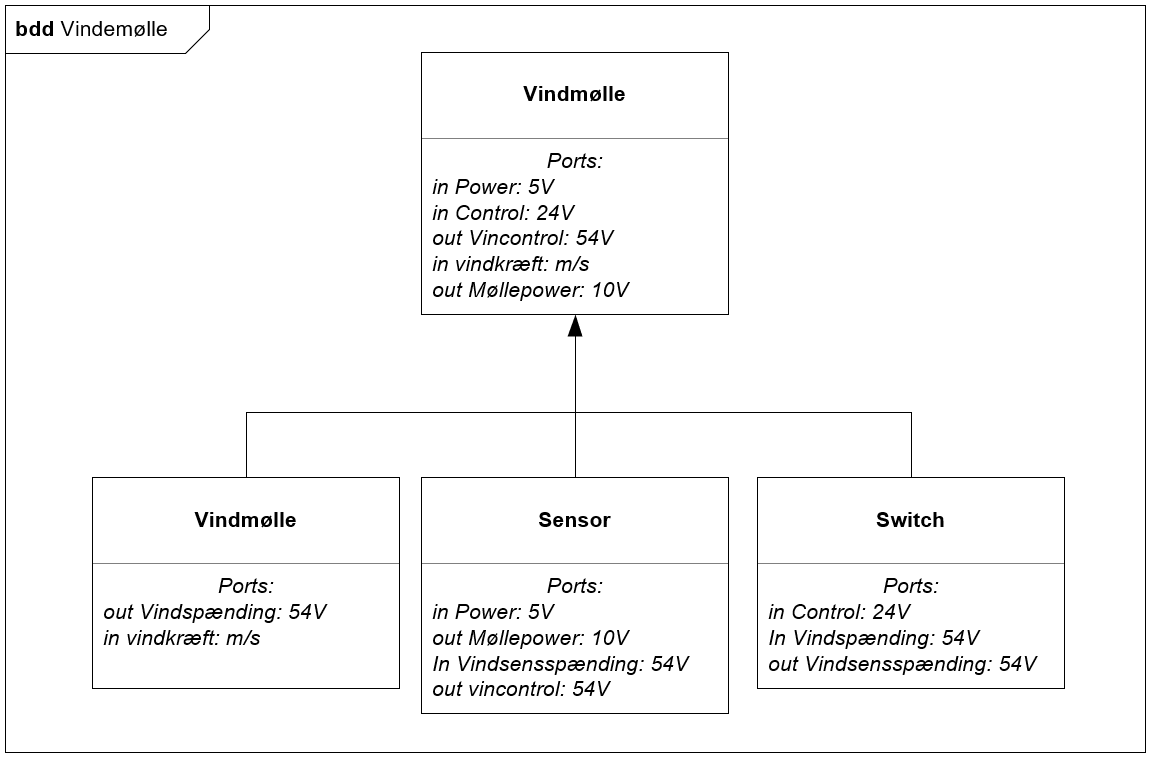 bdd Vindemølle
Vindmølle
Ports:
in Power: 5V
in Control: 24V
out Vincontrol: 54V
in vindkræft: m/s
out Møllepower: 10V
Vindmølle
Ports:
out Vindspænding: 54V
in vindkræft: m/s
Sensor
Ports:
in Power: 5V
out Møllepower: 10V
In Vindsensspænding: 54V
out vincontrol: 54V
Switch
Ports:
in Control: 24V
In Vindspænding: 54V
out Vindsensspænding: 54V